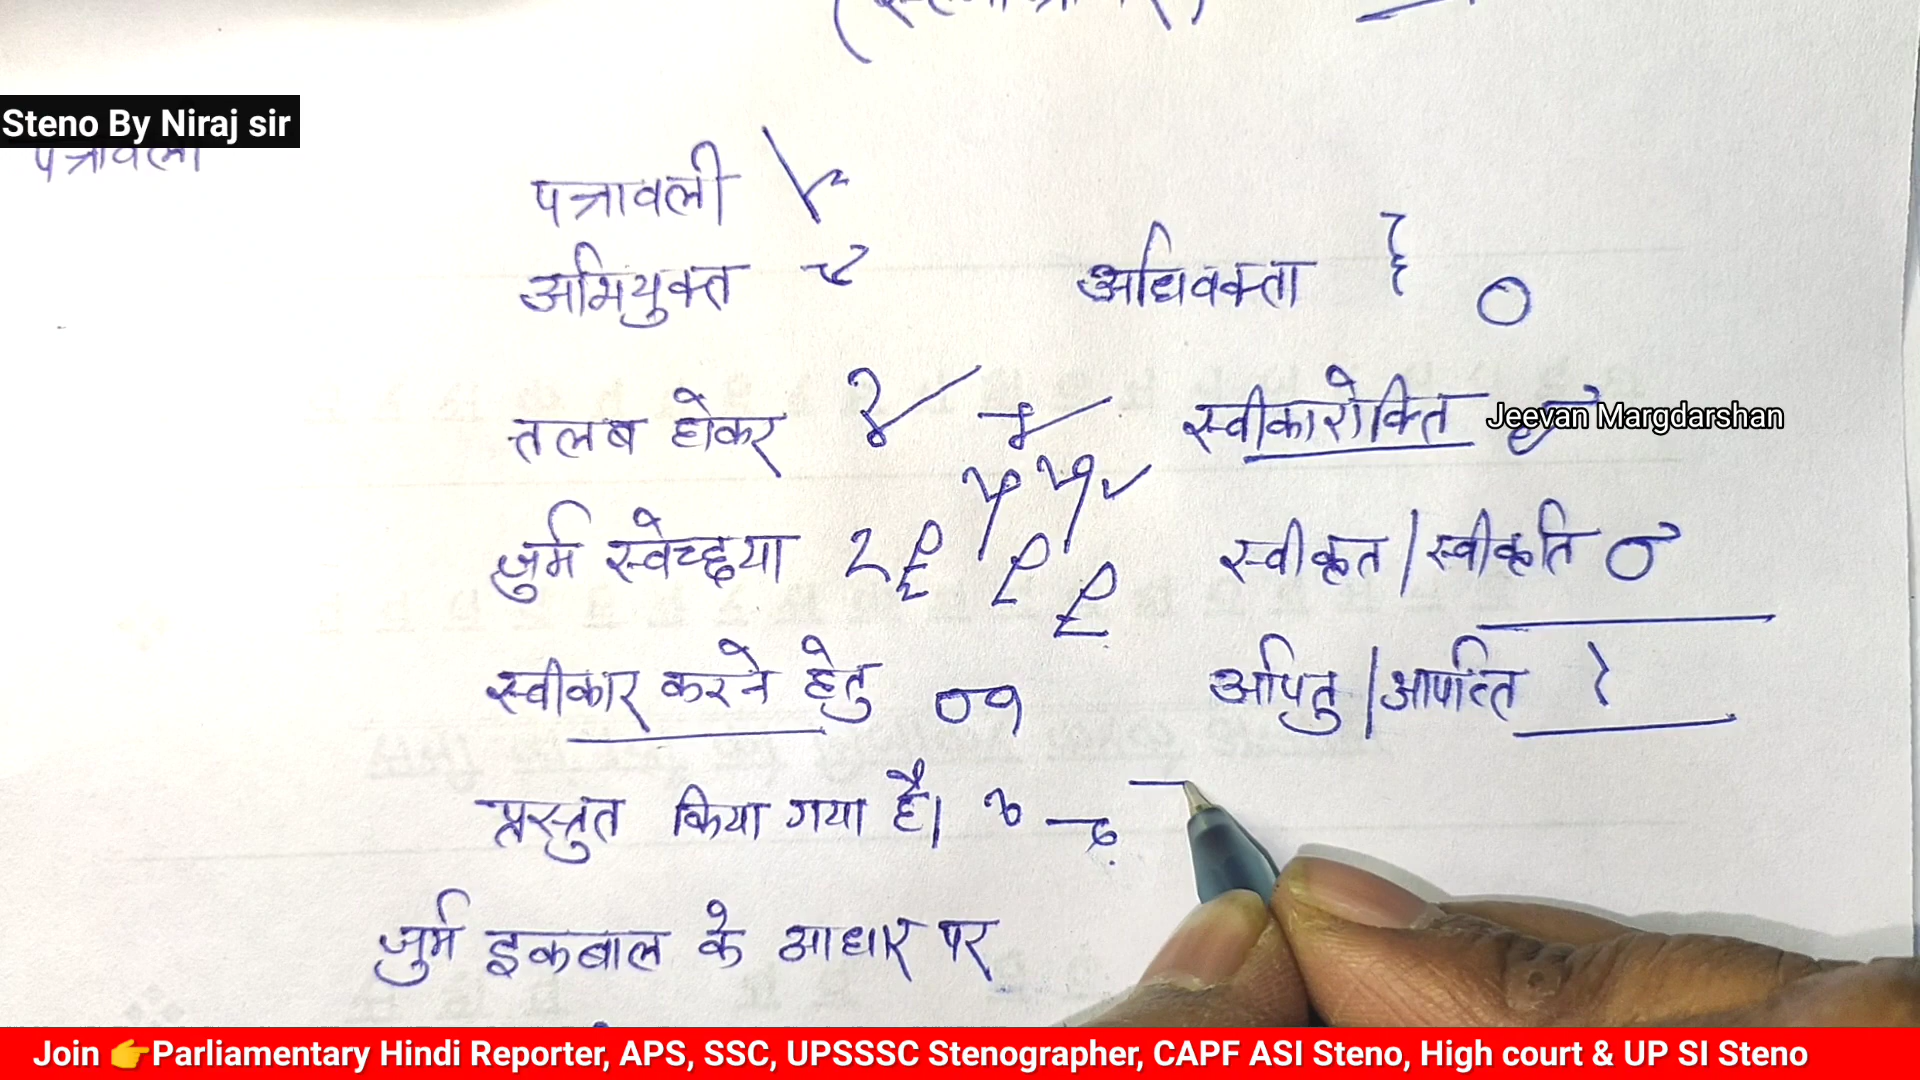 Steno By Niraj sir
पत्रावली
पत्रावली
अभियुक्त अधिवक्ता
तलब होकर स्वीकारोक्ति
Jeevan Margdarshan
जुर्म स्वेच्छया स्वीकृत / स्वीकृति
स्वीकार करने हेतु अपितु / आपत्ति
प्रस्तुत किया गया है।
जुर्म इकबाल के आधार पर
Join 👉Parliamentary Hindi Reporter, APS, SSC, UPSSSC Stenographer, CAPF ASI Steno, High court & UP SI Steno